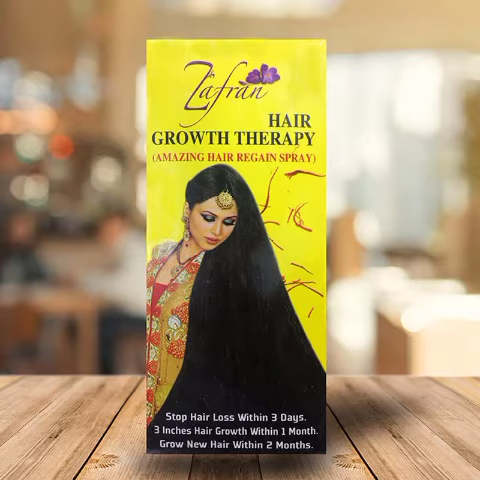 Zafran
HAIR
GROWTH THERAPY
(AMAZING HAIR REGAIN SPRAY)
Stop Hair Loss Within 3 Days.
3 Inches Hair Growth Within 1 Month.
Grow New Hair Within 2 Months.